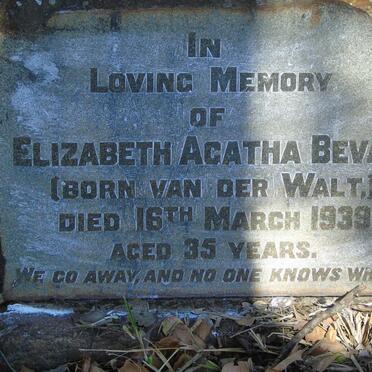 IN
LOVING MEMORY
OF
ELIZABETH AGATHA BEVA
(BORN VAN DER WALT,)
DIED 16TH MARCH 1939
AGED 35 YEARS.
"WE GO AWAY, AND NO ONE KNOWS WH